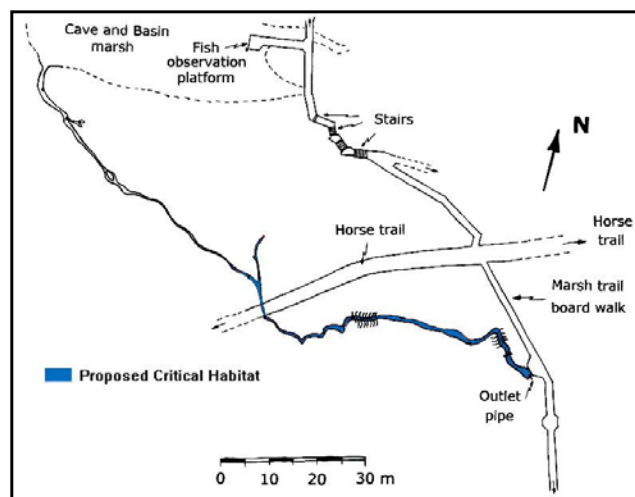 Cave and Basin
marsh
Fish
observation
platform
Stairs
N
Horse trail
Horse
trail
Marsh trail
board walk
Proposed Critical Habitat
Outlet
pipe
0 10 20 30 m